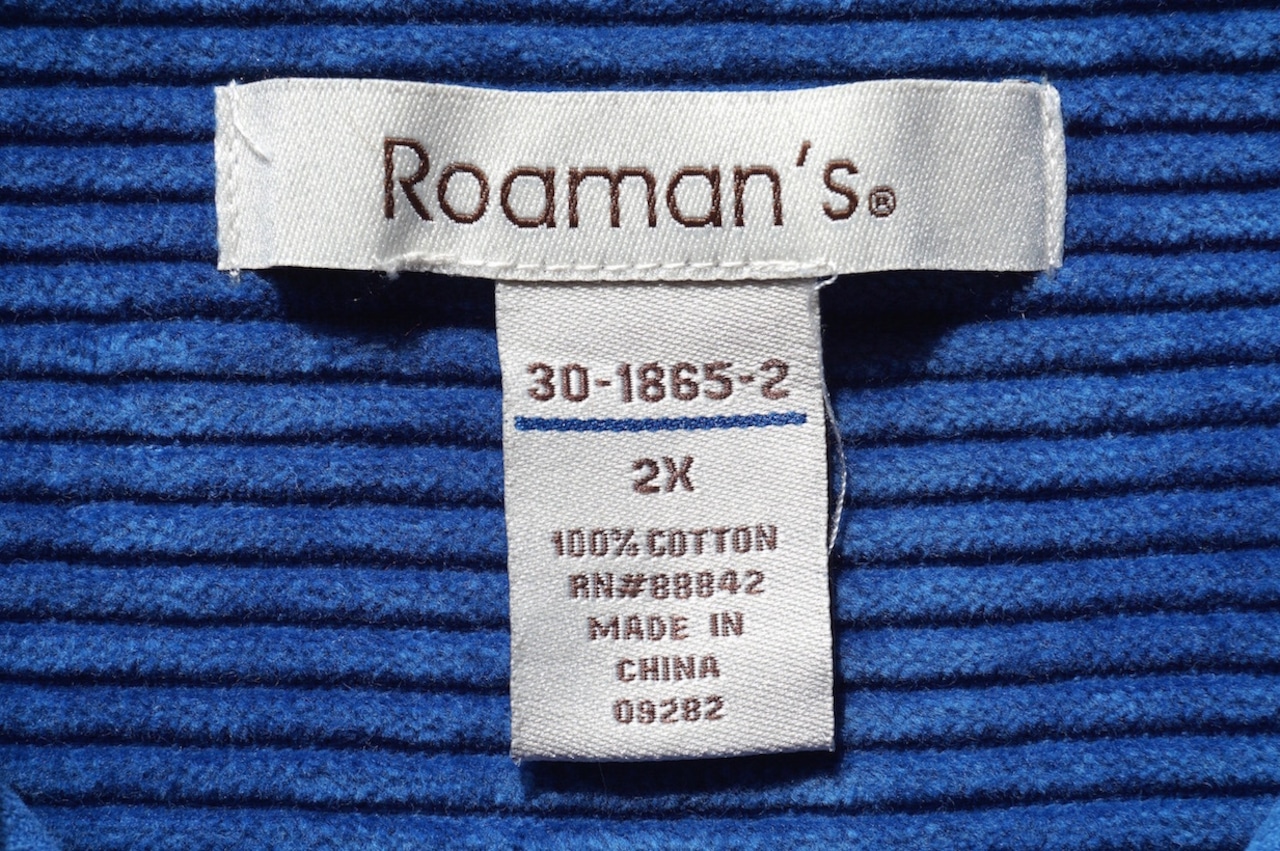 Roaman's®
30-1865-2
2X
100% COTTON
RN#88842
MADE IN
CHINA
09282